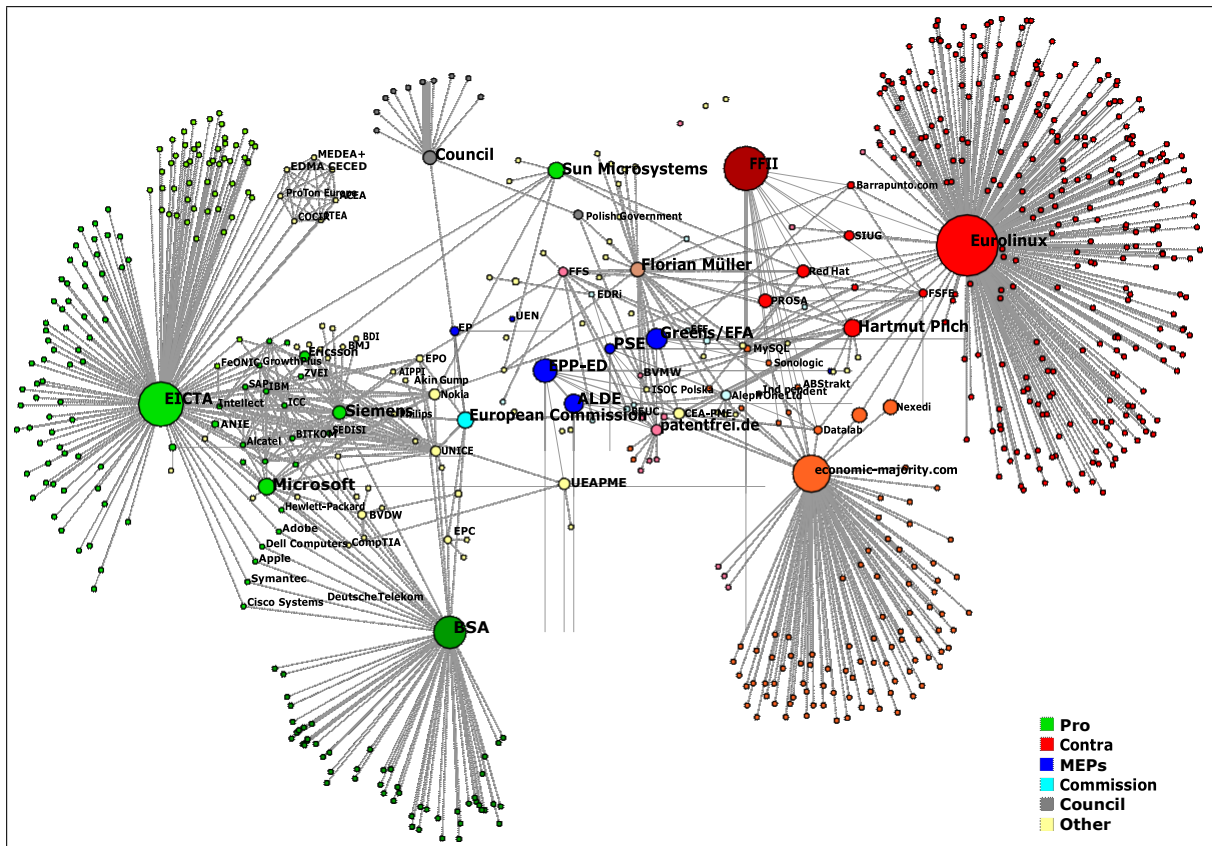 MEDEA+
EDMA CECED
ProTon Europe
ACEA
COCIR
Council
Sun Microsystems
FFII
Barrapunto.com
Polish Government
SIUG
Eurolinux
Florian Müller
FFS
Red Hat
EDRi
PROSA
FSFE
UEN
EP
Greens/EFA
Hartmut Pilch
PSE
MySQL
BDI
BMJ
Ericsson
FeONIC
GrowthPlus
ZVEI
EPO
AIPPI
EPP-ED
BVMW
Sonologic
SAP
IBM
Akin Gump
Nokia
ISOC Polska
ABStrakt
EICTA
Intellect
ICC
Siemens
ALDE
CEA-PME
Nexedi
European Commission
ANIE
SEDISI
BITKOM
Alcatel
patentfrei.de
Datalab
UNICE
economic-majority.com
Microsoft
UEAPME
Hewlett-Packard
BVDW
Adobe
EPC
Dell Computers
CompTIA
Apple
Symantec
Cisco Systems
Deutsche Telekom
BSA
Pro
Contra
MEPs
Commission
Council
Other